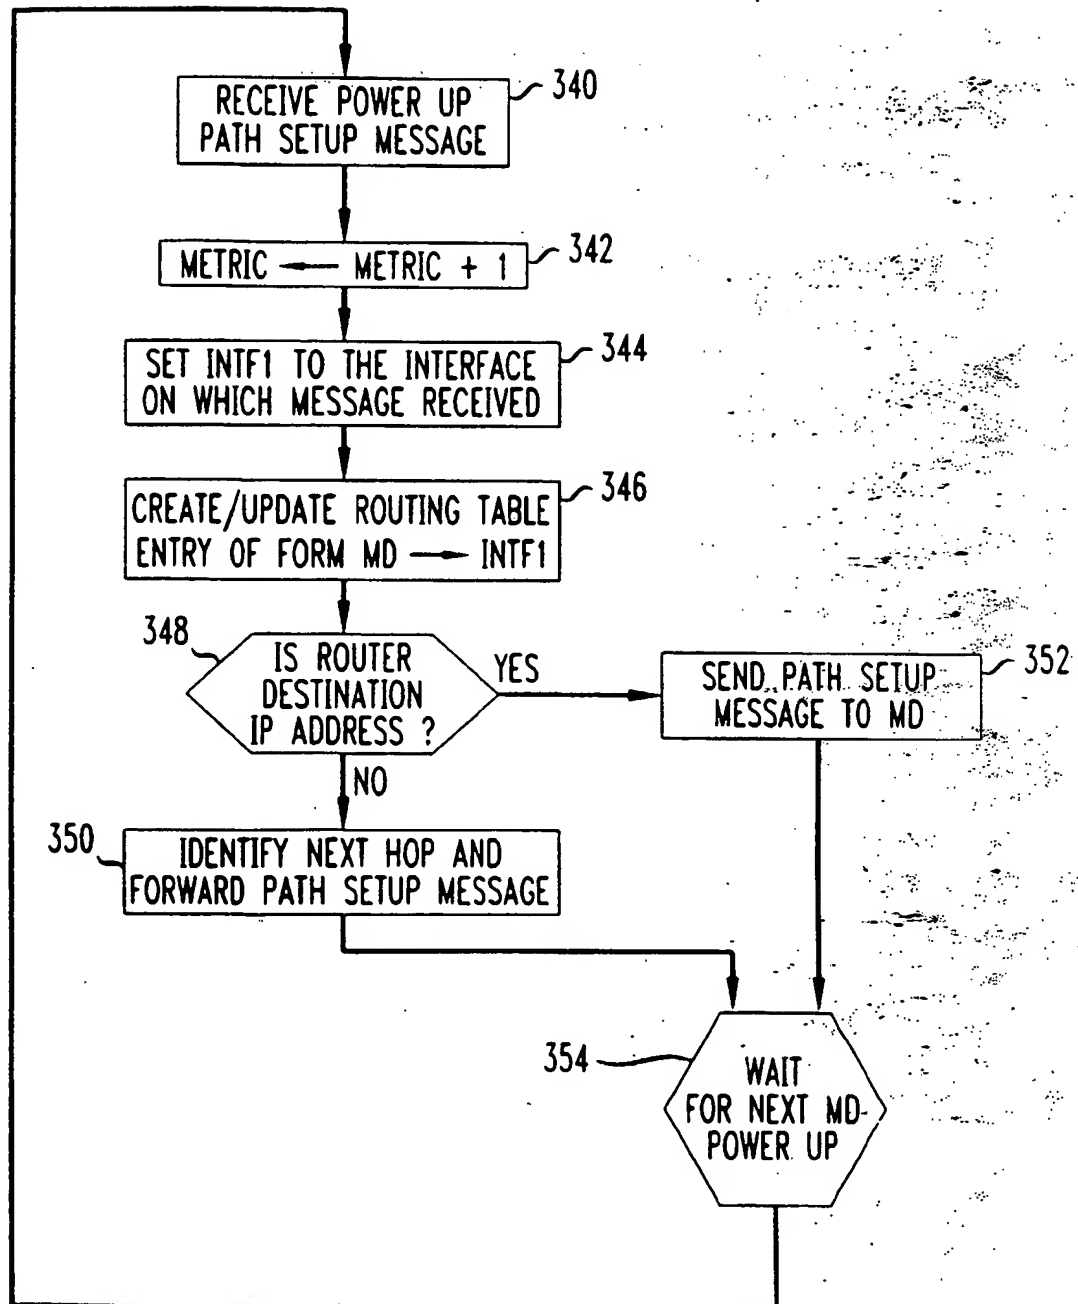 RECEIVE POWER UP
PATH SETUP MESSAGE
340
METRIC ← METRIC + 1
342
SET INTF1 TO THE INTERFACE
ON WHICH MESSAGE RECEIVED
344
CREATE/UPDATE ROUTING TABLE
ENTRY OF FORM MD → INTF1
346
348
IS ROUTER
DESTINATION
IP ADDRESS ?
YES
SEND PATH SETUP
MESSAGE TO MD
352
NO
350
IDENTIFY NEXT HOP AND
FORWARD PATH SETUP MESSAGE
354
WAIT
FOR NEXT MD
POWER UP